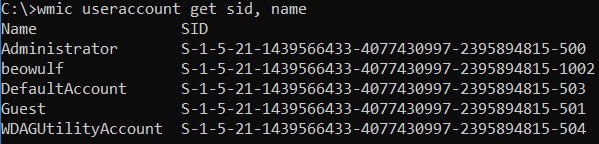 C:\>wmic useraccount get sid, name
Name SID
Administrator S-1-5-21-1439566433-4077430997-2395894815-500
beowulf S-1-5-21-1439566433-4077430997-2395894815-1002
DefaultAccount S-1-5-21-1439566433-4077430997-2395894815-503
Guest S-1-5-21-1439566433-4077430997-2395894815-501
WDAGUtilityAccount S-1-5-21-1439566433-4077430997-2395894815-504